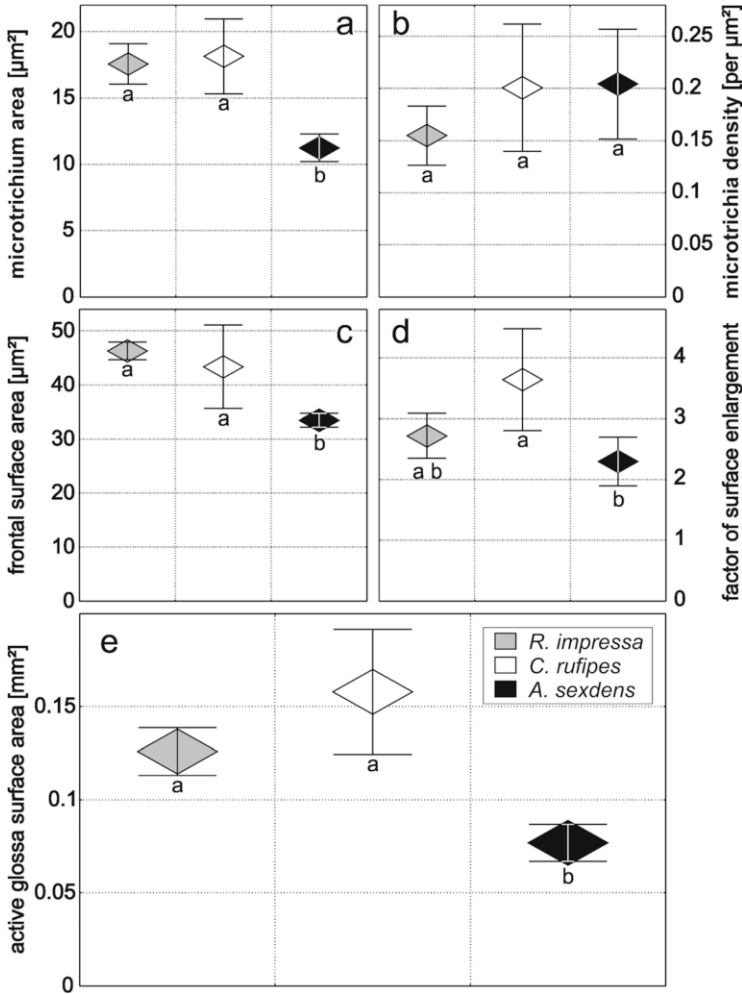 microtrichium area [µm²]
20
15
10
5
0
a
a
a
b
b
a
a
a
0.25
0.2
0.15
0.1
0.05
0
microtrichia density [per µm²]
frontal surface area [µm²]
50
40
30
20
10
0
c
a
a
b
d
a b
a
b
4
3
2
1
0
factor of surface enlargement
active glossa surface area [mm²]
0.15
0.1
0.05
0
e
a
a
b
R. impressa
C. rufipes
A. sexdens